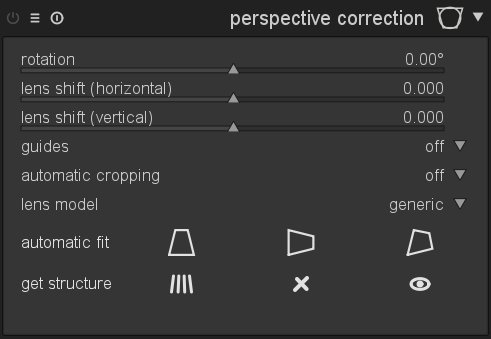 perspective correction
rotation 0.00°
lens shift (horizontal) 0.000
lens shift (vertical) 0.000
guides off
automatic cropping off
lens model generic
automatic fit
get structure